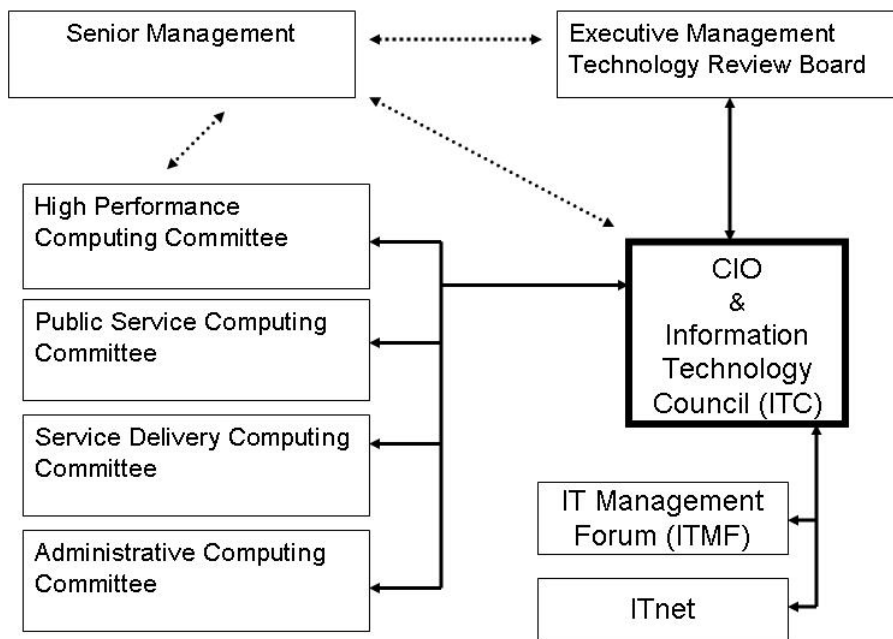 Senior Management
Executive Management
Technology Review Board
High Performance
Computing Committee
Public Service Computing
Committee
Service Delivery Computing
Committee
Administrative Computing
Committee
CIO
&
Information
Technology
Council (ITC)
IT Management
Forum (ITMF)
ITnet